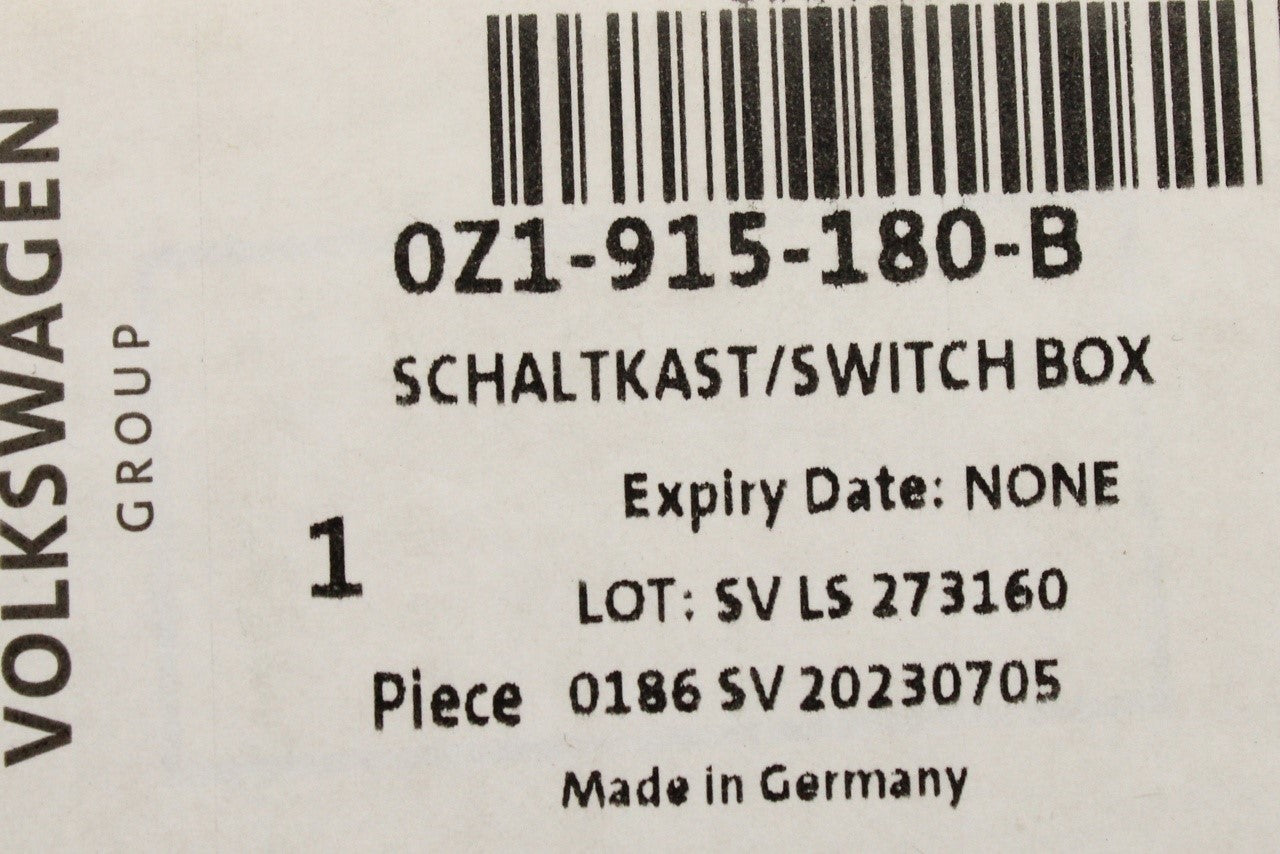 VOLKSWAGEN
GROUP
0Z1-915-180-B
SCHALTKAST/SWITCH BOX
Expiry Date: NONE
1
LOT: SV LS 273160
Piece 0186 SV 20230705
Made in Germany